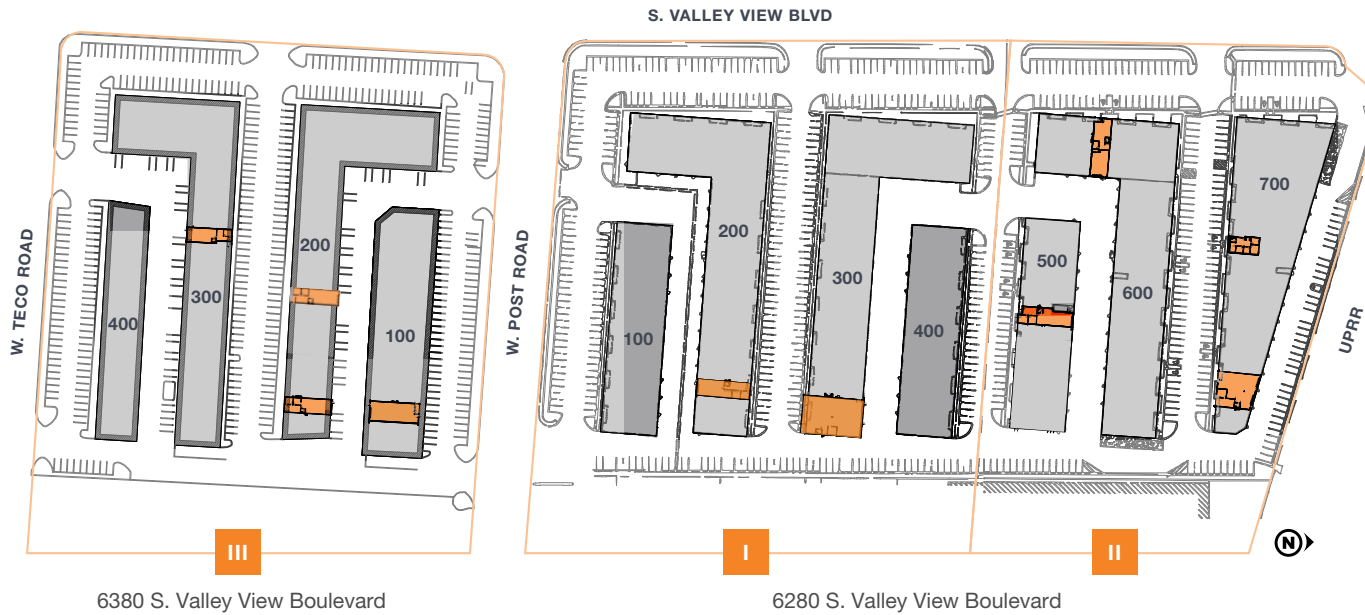 S. VALLEY VIEW BLVD
W. TECO ROAD
400
300
200
100
W. POST ROAD
100
200
300
400
500
600
700
UPRR
III
I
II
N
6380 S. Valley View Boulevard
6280 S. Valley View Boulevard